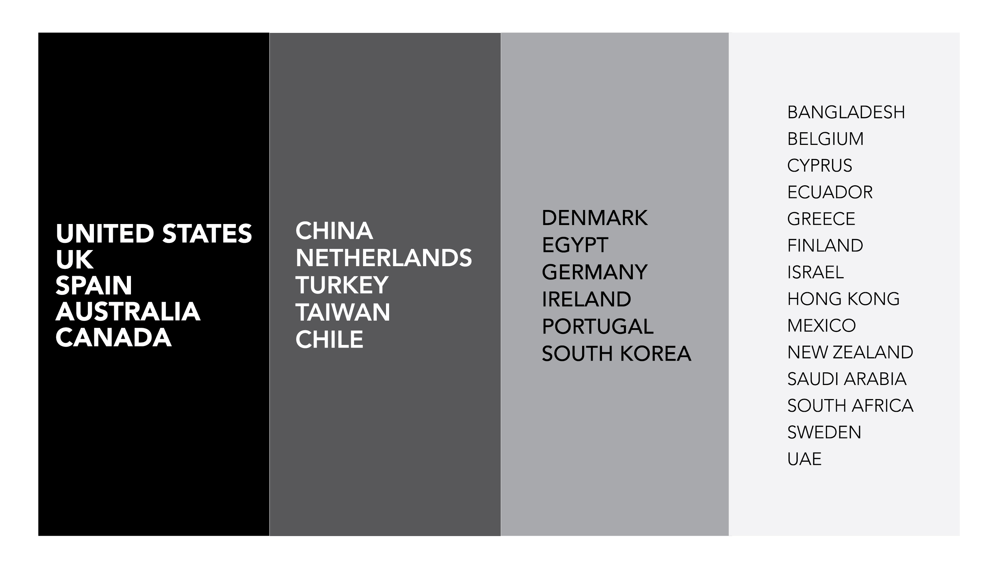 UNITED STATES
UK
SPAIN
AUSTRALIA
CANADA
CHINA
NETHERLANDS
TURKEY
TAIWAN
CHILE
DENMARK
EGYPT
GERMANY
IRELAND
PORTUGAL
SOUTH KOREA
BANGLADESH
BELGIUM
CYPRUS
ECUADOR
GREECE
FINLAND
ISRAEL
HONG KONG
MEXICO
NEW ZEALAND
SAUDI ARABIA
SOUTH AFRICA
SWEDEN
UAE